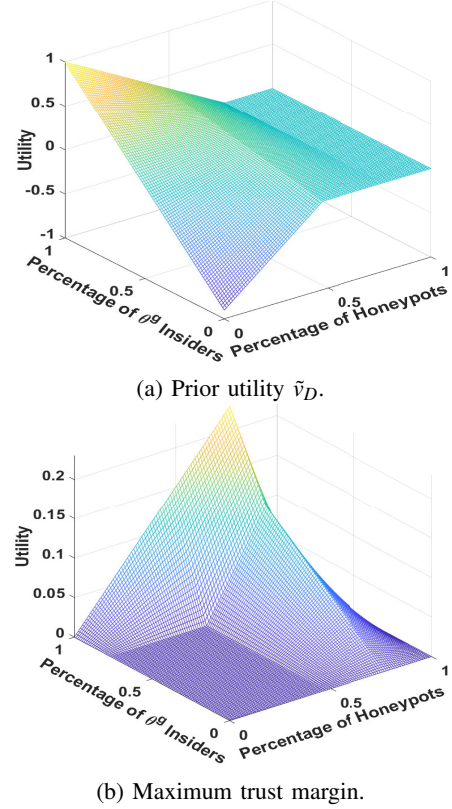 1
0.5
0
-0.5
-1
Utility
1
0.5
0
Percentage of θᵍ Insiders
0
0.5
1
Percentage of Honeypots
(a) Prior utility ṽ_D.
0.2
0.15
0.1
0.05
0
Utility
1
0.5
0
Percentage of θᵍ Insiders
0
0.5
1
Percentage of Honeypots
(b) Maximum trust margin.